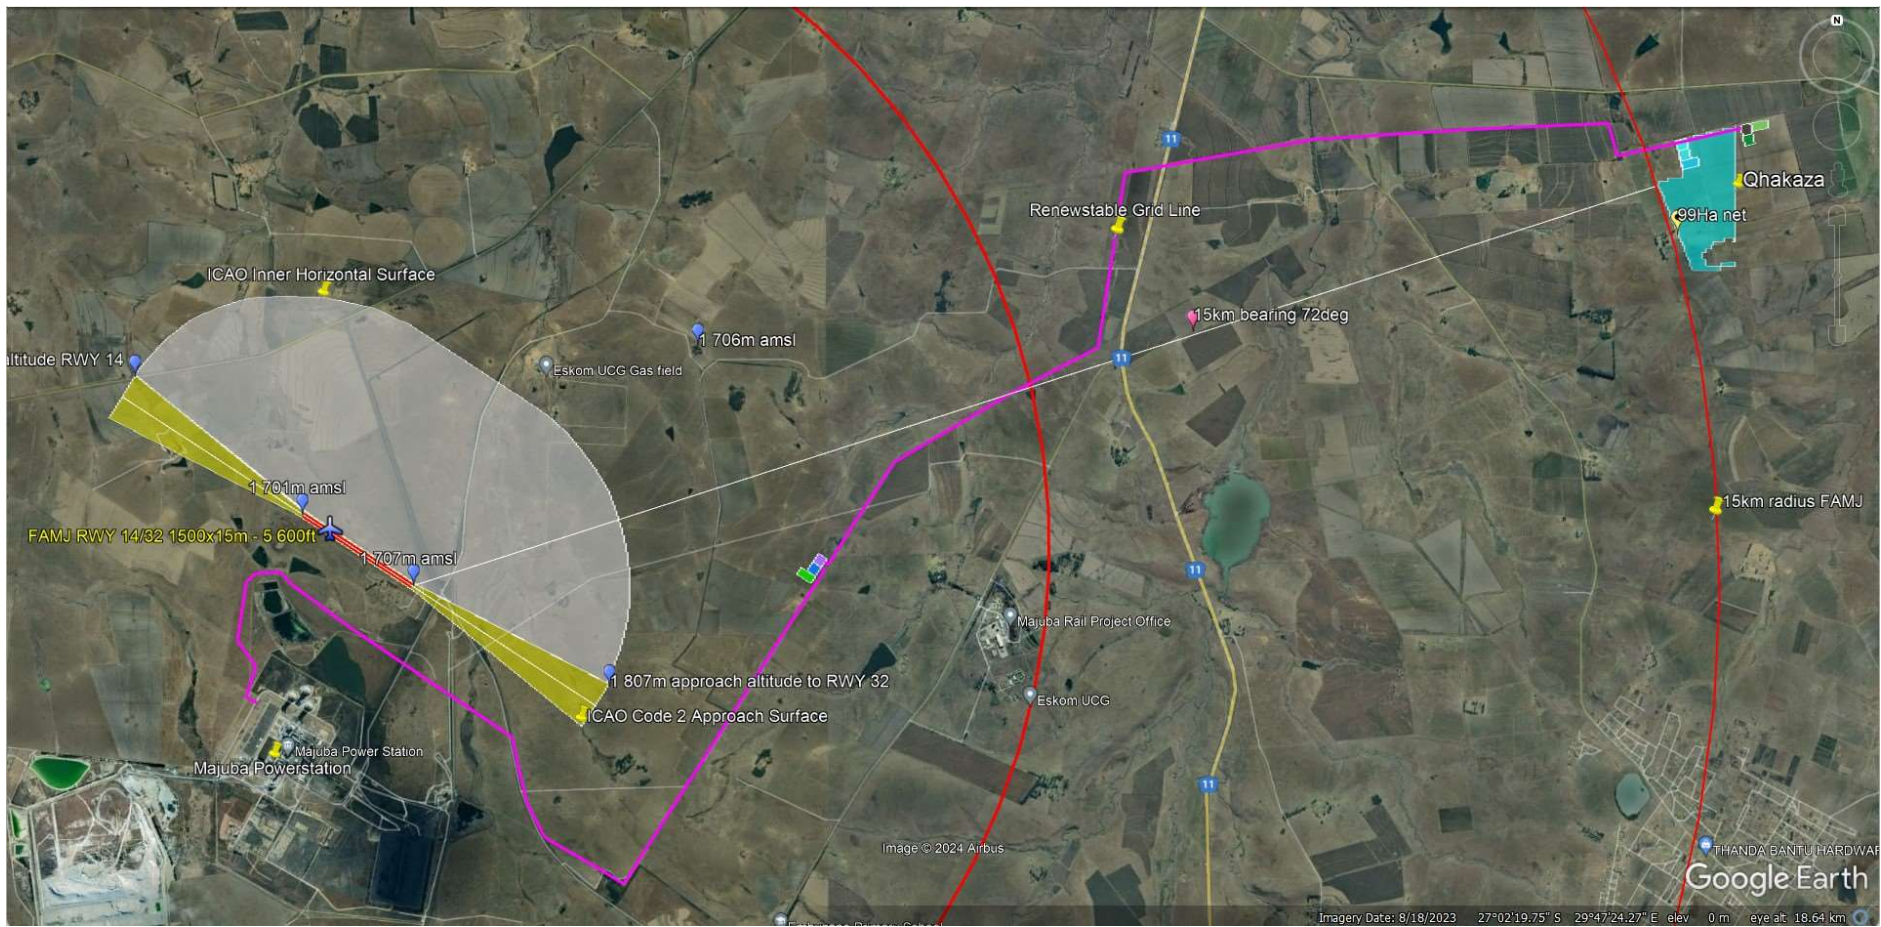 N
11
Qhakaza
Renewstable Grid Line
99Ha net
ICAO Inner Horizontal Surface
15km bearing 72deg
1 706m amsl
altitude RWY 14
11
Eskom UCG Gas field
1 701m amsl
15km radius FAMJ
FAMJ RWY 14/32 1500x15m - 5 600ft
1 707m amsl
11
Majuba Rail Project Office
1 807m approach altitude to RWY 32
Eskom UCG
ICAO Code 2 Approach Surface
Majuba Power Station
Majuba Powerstation
11
Image © 2024 Airbus
THANDA BANTU HARDWAR
Google Earth
Imagery Date: 8/18/2023 27°02'19.75" S 29°47'24.27" E elev 0 m eye alt 18.64 km